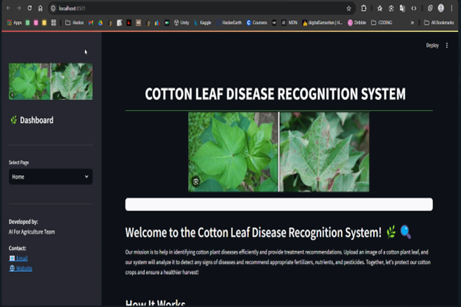 localhost:8501
Apps
Hackox
Unity
Kaggle
HackerEarth
Coursera
MDN
Dribble
CODING
All Bookmarks
Deploy
Dashboard
Select Page
Home
Developed by:
AI For Agriculture Team
Contact:
Email
Website
COTTON LEAF DISEASE RECOGNITION SYSTEM
Welcome to the Cotton Leaf Disease Recognition System!
Our mission is to help in identifying cotton plant diseases efficiently and provide treatment recommendations. Upload an image of a cotton plant leaf, and
our system will analyze it to detect any signs of diseases and recommend appropriate fertilizers, nutrients, and pesticides. Together, let's protect our cotton
crops and ensure a healthier harvest!
How It Works